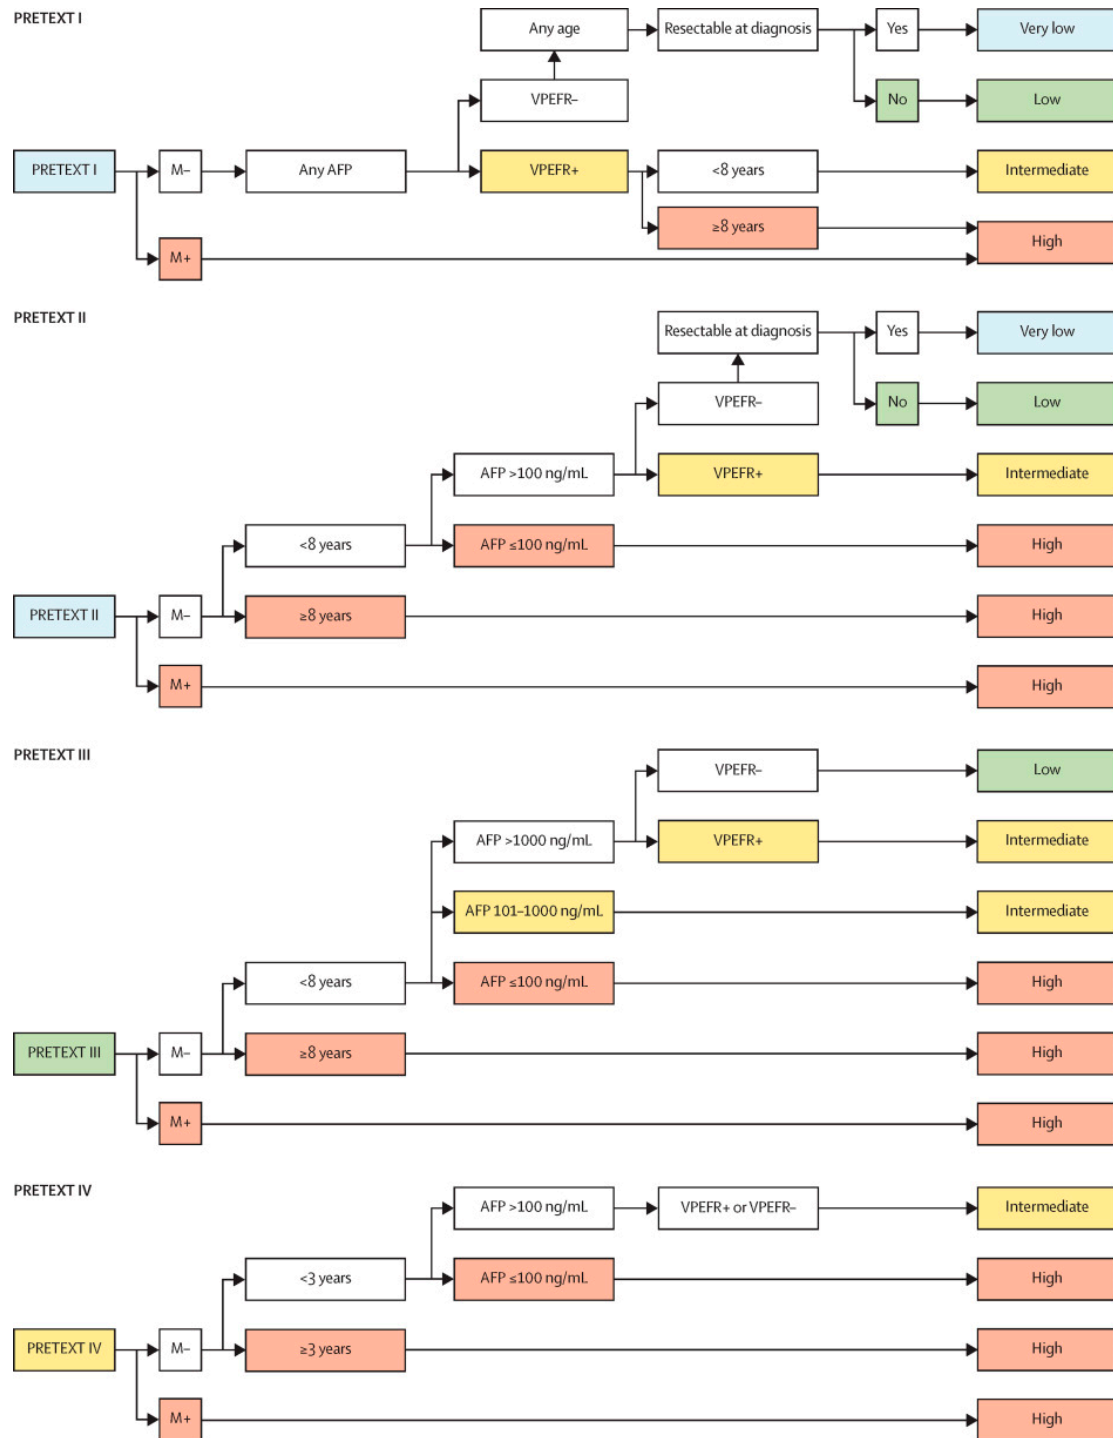 PRETEXT I
Any age Resectable at diagnosis Yes Very low
VPEFR– No Low
PRETEXT I M– Any AFP VPEFR+ <8 years Intermediate
≥8 years High
M+
PRETEXT II
Resectable at diagnosis Yes Very low
VPEFR– No Low
AFP >100 ng/mL VPEFR+ Intermediate
<8 years AFP ≤100 ng/mL High
PRETEXT II M– ≥8 years High
M+ High
PRETEXT III
VPEFR– Low
AFP >1000 ng/mL VPEFR+ Intermediate
AFP 101–1000 ng/mL Intermediate
<8 years AFP ≤100 ng/mL High
PRETEXT III M– ≥8 years High
M+ High
PRETEXT IV
AFP >100 ng/mL VPEFR+ or VPEFR– Intermediate
<3 years AFP ≤100 ng/mL High
PRETEXT IV M– ≥3 years High
M+ High